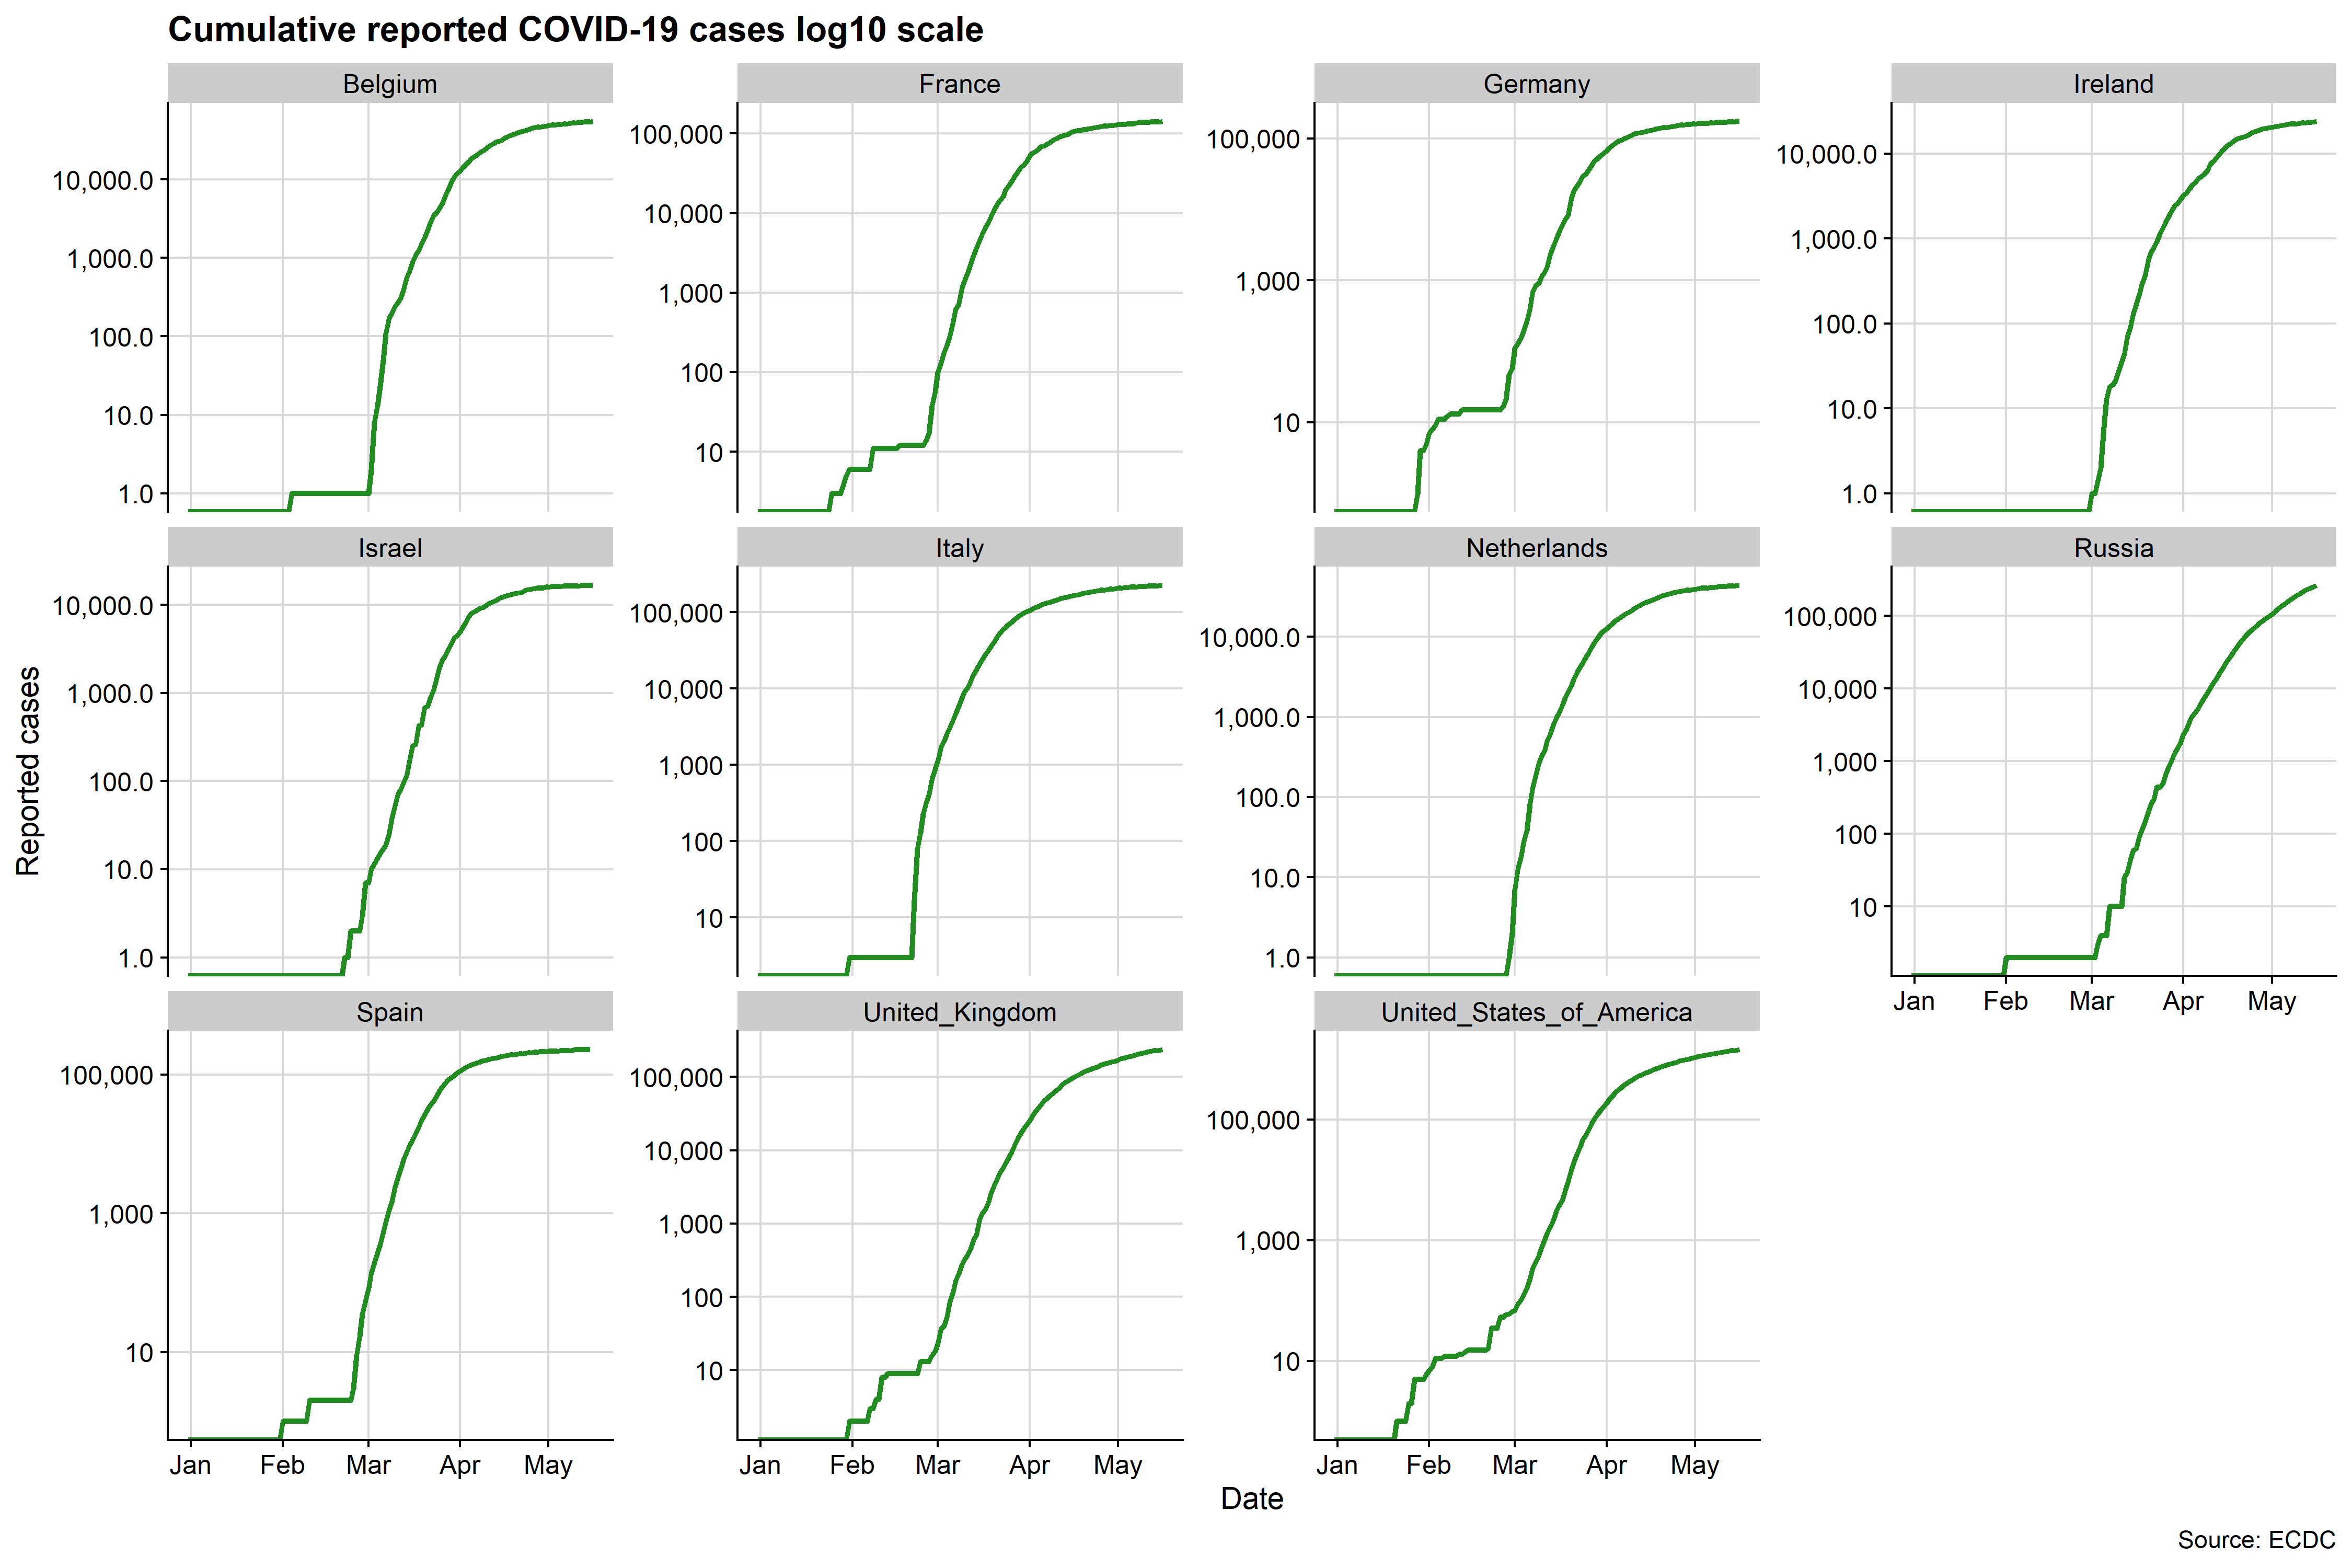 Cumulative reported COVID-19 cases log10 scale
Belgium
France
Germany
Ireland
10,000.0
1,000.0
100.0
10.0
1.0
100,000
10,000
1,000
100
10
100,000
1,000
10
10,000.0
1,000.0
100.0
10.0
1.0
Israel
Italy
Netherlands
Russia
10,000.0
1,000.0
100.0
10.0
1.0
100,000
10,000
1,000
100
10
10,000.0
1,000.0
100.0
10.0
1.0
100,000
10,000
1,000
100
10
Jan Feb Mar Apr May
Reported cases
Spain
United_Kingdom
United_States_of_America
100,000
1,000
10
100,000
10,000
1,000
100
10
100,000
1,000
10
Jan Feb Mar Apr May
Jan Feb Mar Apr May
Jan Feb Mar Apr May
Date
Source: ECDC